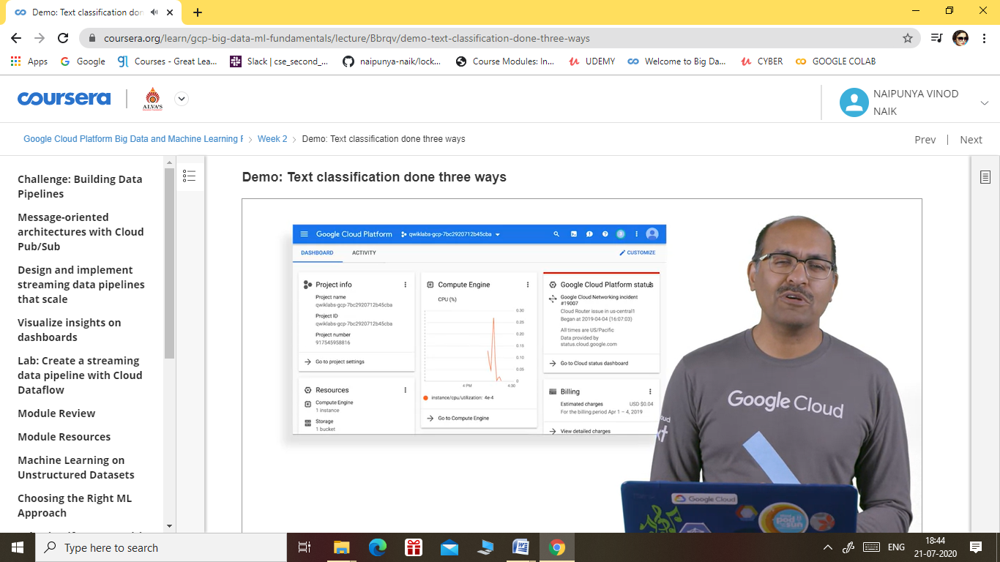 Demo: Text classification don
coursera.org/learn/gcp-big-data-ml-fundamentals/lecture/Bbrqv/demo-text-classification-done-three-ways
Apps
Google
Courses - Great Lea...
Slack | cse_second_...
naipunya-naik/lock...
Course Modules: In...
UDEMY
Welcome to Big Da...
CYBER
GOOGLE COLAB
coursera
ALVA'S
NAIPUNYA VINOD
NAIK
Google Cloud Platform Big Data and Machine Learning F
Week 2
Demo: Text classification done three ways
Prev | Next
Challenge: Building Data
Pipelines
Message-oriented
architectures with Cloud
Pub/Sub
Design and implement
streaming data pipelines
that scale
Visualize insights on
dashboards
Lab: Create a streaming
data pipeline with Cloud
Dataflow
Module Review
Module Resources
Machine Learning on
Unstructured Datasets
Choosing the Right ML
Approach
Demo: Text classification done three ways
Google Cloud Platform
qwiklabs-gcp-7bc2920712b45cba
DASHBOARD
ACTIVITY
CUSTOMIZE
Project info
Project name
qwiklabs-gcp-7bc2920712b45cba
Project ID
qwiklabs-gcp-7bc2920712b45cba
Project number
917545958816
Go to project settings
Resources
Compute Engine
1 instance
Storage
1 bucket
Compute Engine
CPU (%)
0.30
0.25
0.20
0.15
0.10
0.05
0
4 PM
4:30
instance/cpu/utilization: 4e-4
Go to Compute Engine
Google Cloud Platform status
Google Cloud Networking incident
#19007
Cloud Router issue in us-central1
Began at 2019-04-04 (16:07:03)
All times are US/Pacific
Data provided by
status.cloud.google.com
Go to Cloud status dashboard
Billing
Estimated charges
USD $0.04
For the billing period Apr 1 – 4, 2019
View detailed charges
Google Cloud
Google Cloud
Type here to search
ENG
18:44
21-07-2020